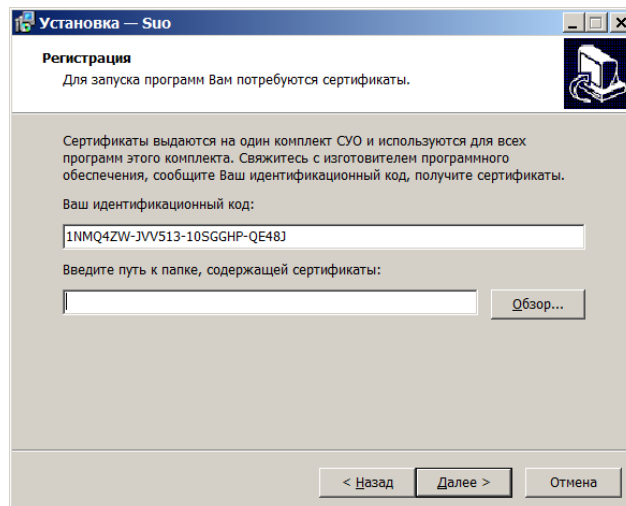 Установка — Suo
Регистрация
Для запуска программ Вам потребуются сертификаты.
Сертификаты выдаются на один комплект СУО и используются для всех
программ этого комплекта. Свяжитесь с изготовителем программного
обеспечения, сообщите Ваш идентификационный код, получите сертификаты.
Ваш идентификационный код:
1NMQ4ZW-JVV513-10SGGHP-QE48J
Введите путь к папке, содержащей сертификаты:
Обзор...
< Назад
Далее >
Отмена